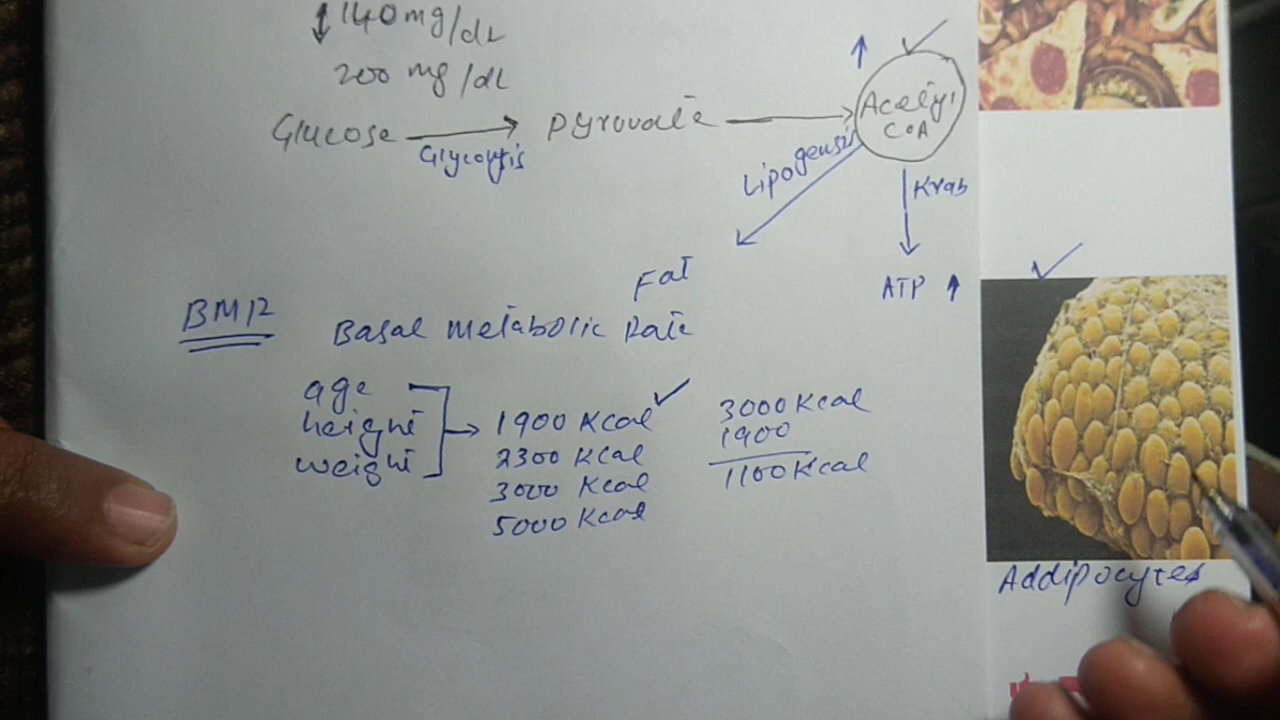 ↓ 140 mg/dL
200 mg/dL
Glucose → pyruvate → Acetyl
CoA
Glycolysis
Lipogensis
Krab
ATP ↑
Fat
BMR Basal metabolic Rate
age
height
weight
1900 Kcal
2300 Kcal
3000 Kcal
5000 Kcal
3000 Kcal
1900
1100 Kcal
Addipocytes